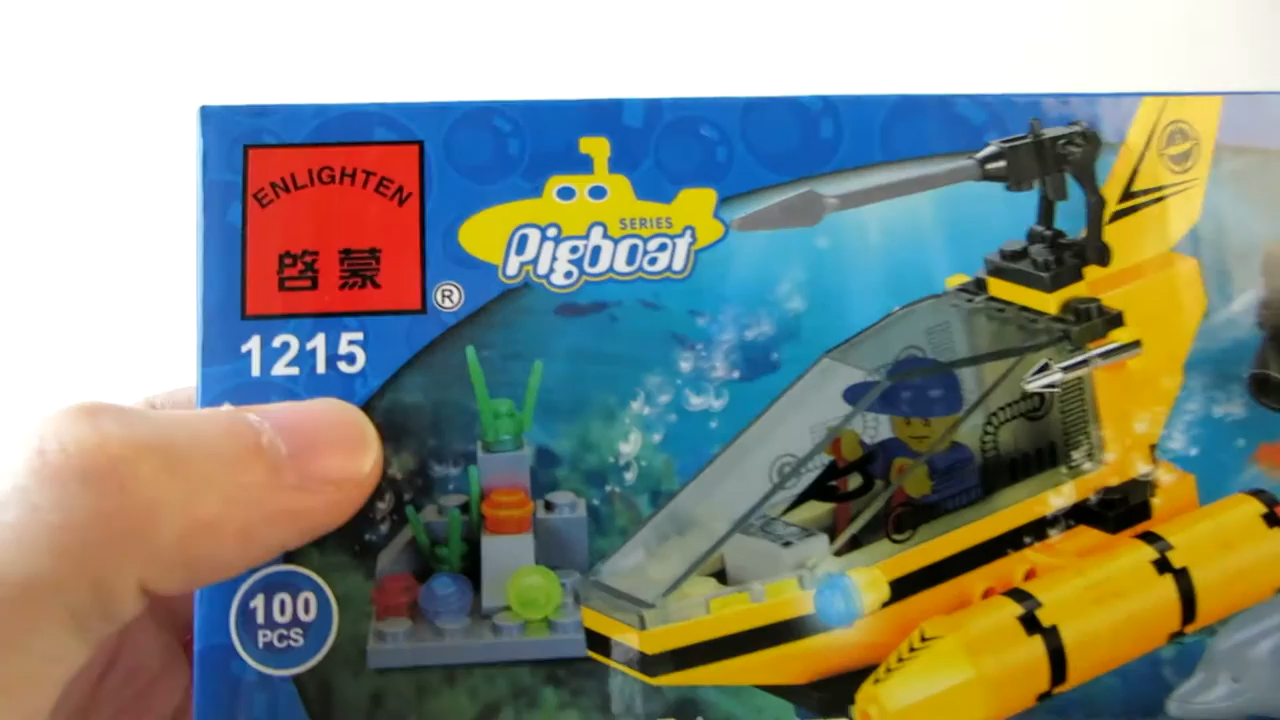 ENLIGHTEN
启蒙
®
1215
SERIES
Pigboat
100
PCS